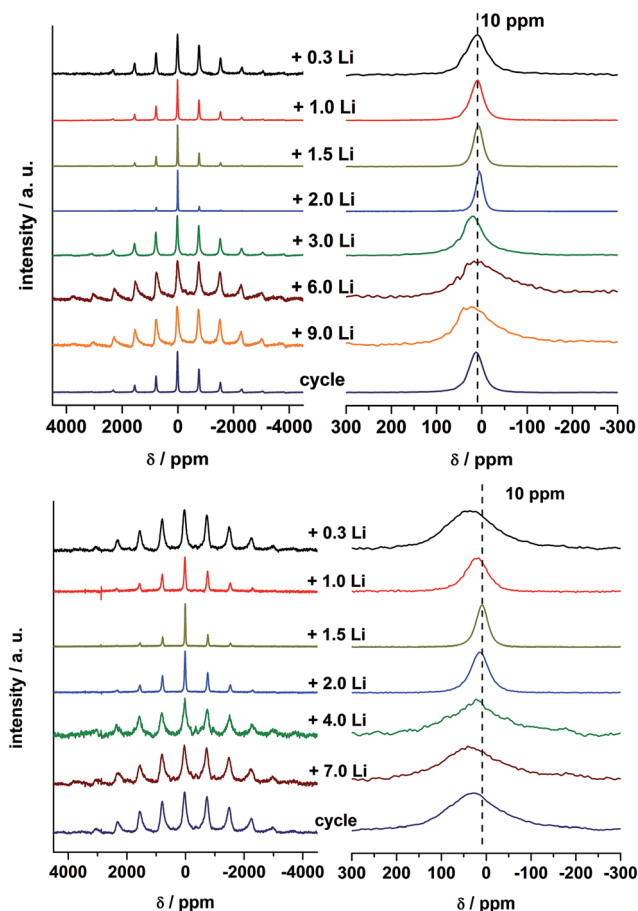 10 ppm
+ 0.3 Li
+ 1.0 Li
+ 1.5 Li
+ 2.0 Li
+ 3.0 Li
+ 6.0 Li
+ 9.0 Li
cycle
intensity / a. u.
4000 2000 0 -2000 -4000
δ / ppm
300 200 100 0 -100 -200 -300
δ / ppm
10 ppm
+ 0.3 Li
+ 1.0 Li
+ 1.5 Li
+ 2.0 Li
+ 4.0 Li
+ 7.0 Li
cycle
intensity / a. u.
4000 2000 0 -2000 -4000
δ / ppm
300 200 100 0 -100 -200 -300
δ / ppm